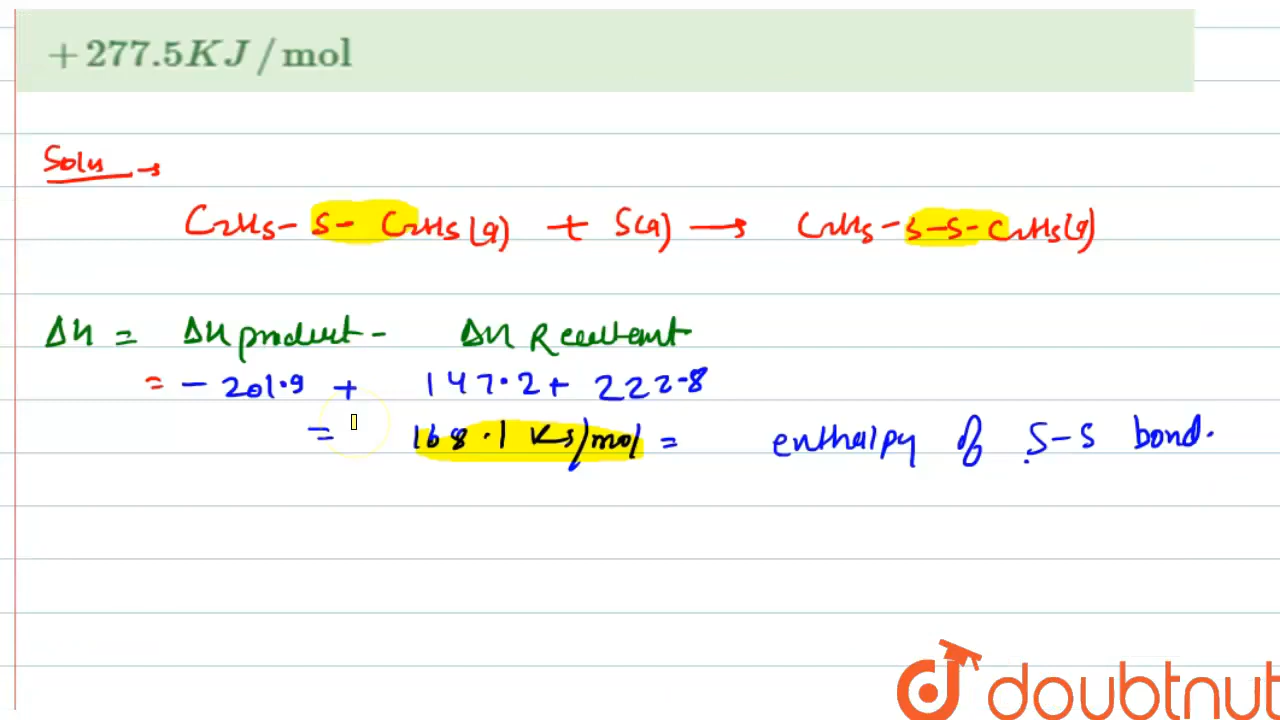 +277.5KJ/mol
Soln →
C2H5 - S - C2H5(g) + S(g) → C2H5 - S-S- C2H5(g)
ΔH = ΔH product - ΔH Reactant
= - 201.9 + 147.2 + 222.8
= 168.1 KJ/mol = enthalpy of S-S bond.
doubtnut